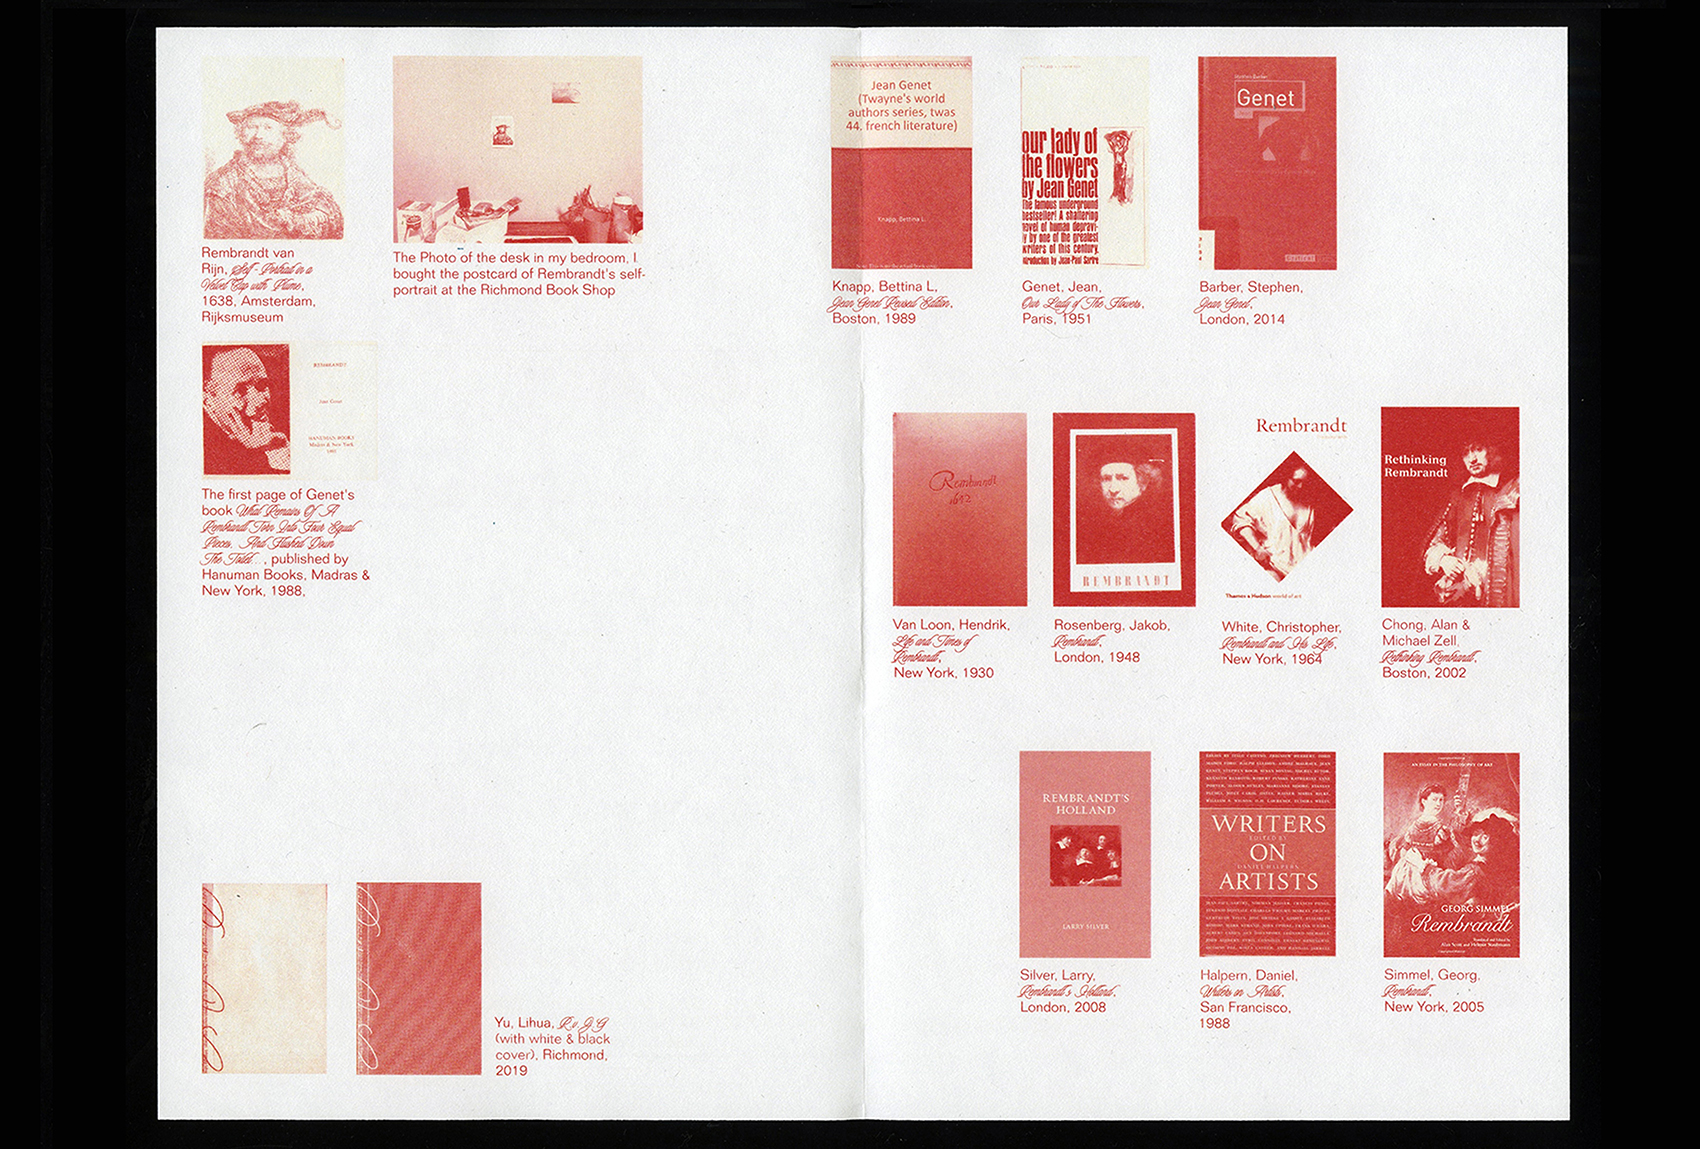 Rembrandt van
Rijn, Self-Portrait in a
Velvet Cap with Plume,
1638, Amsterdam,
Rijksmuseum
The Photo of the desk in my bedroom, I
bought the postcard of Rembrandt's self-
portrait at the Richmond Book Shop
REMBRANDT
Jean Genet
HANUMAN BOOKS
Madras & New York
The first page of Genet's
book What Remains Of A
Rembrandt Torn Into Four Equal
Pieces, And Flushed Down
The Toilet..., published by
Hanuman Books, Madras &
New York, 1988,
Yu, Lihua, R v. G G
(with white & black
cover), Richmond,
2019
Jean Genet
(Twayne's world
authors series, twas
44. french literature)
Knapp, Bettina L.
Knapp, Bettina L,
Jean Genet Revised Edition,
Boston, 1989
our lady of
the flowers
by Jean Genet
The famous underground
bestseller! A shattering
novel of human depravi-
ty by one of the greatest
writers of this century.
introduction by Jean-Paul Sartre
Genet, Jean,
Our Lady of The Flowers,
Paris, 1951
Stephen Barber
Genet
Barber, Stephen,
Jean Genet,
London, 2014
Rembrandt
1642
Van Loon, Hendrik,
Life and Times of
Rembrandt,
New York, 1930
REMBRANDT
Rosenberg, Jakob,
Rembrandt,
London, 1948
Rembrandt
Thames & Hudson world of art
White, Christopher,
Rembrandt and His Life,
New York, 1964
Rethinking
Rembrandt
Chong, Alan &
Michael Zell,
Rethinking Rembrandt,
Boston, 2002
REMBRANDT'S
HOLLAND
LARRY SILVER
Silver, Larry,
Rembrandt's Holland,
London, 2008
WRITERS
EDITED BY
ON
DANIEL HALPERN
ARTISTS
Halpern, Daniel,
Writers on Artists,
San Francisco,
1988
AN ESSAY IN THE PHILOSOPHY OF ART
GEORG SIMMEL
Rembrandt
Translated and Edited by
Alan Scott and Helmut Staubmann
Simmel, Georg,
Rembrandt,
New York, 2005